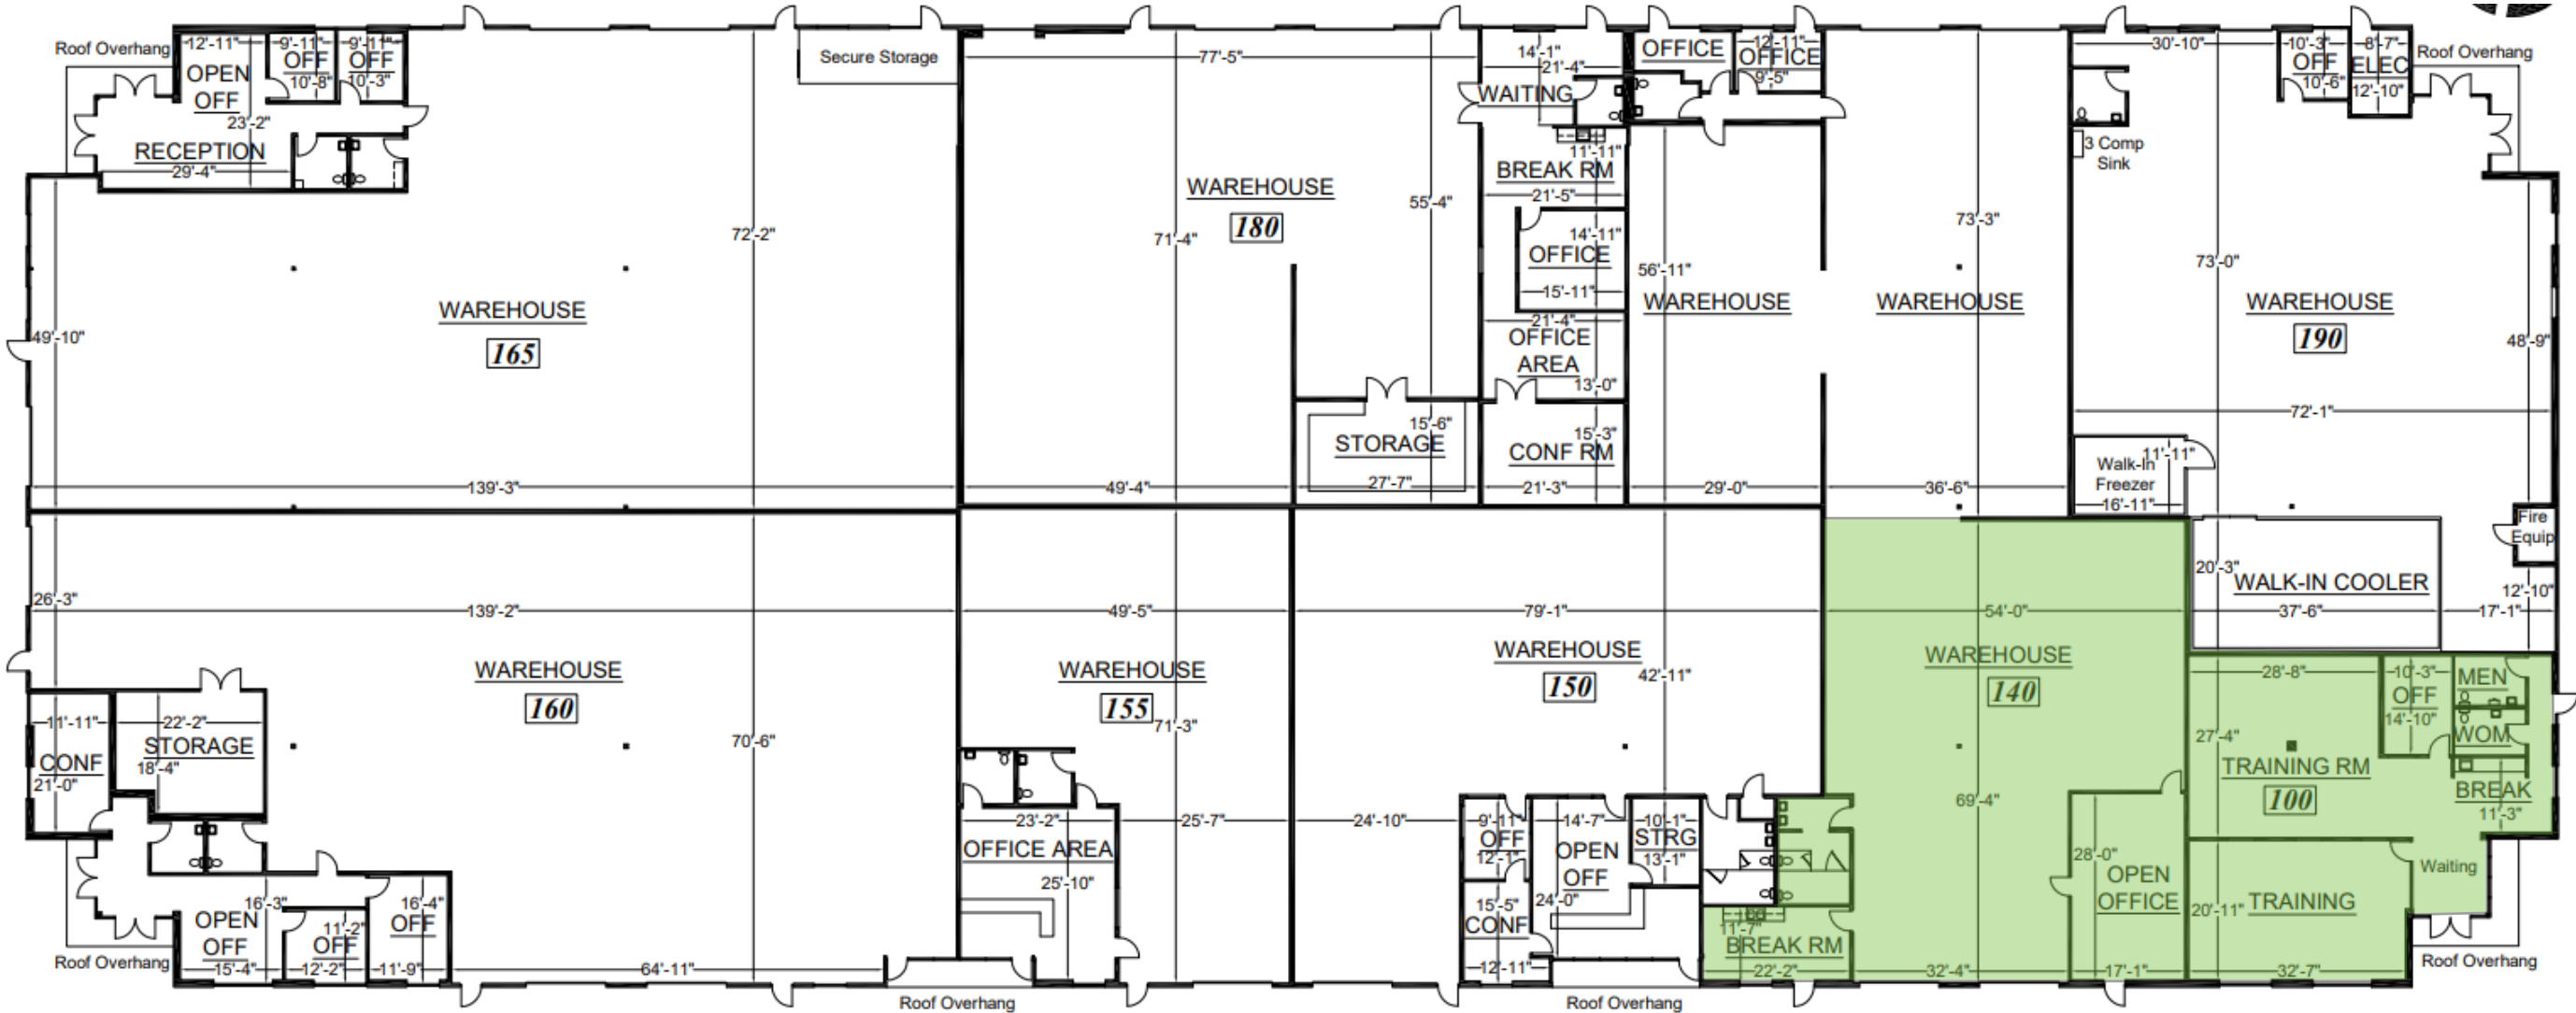 Roof Overhang
12'-11"
OPEN
OFF
23'-2"
9'-11"
OFF
10'-8"
9'-11"
OFF
10'-3"
RECEPTION
29'-4"
Secure Storage
72'-2"
49'-10"
WAREHOUSE
165
139'-3"
77'-5"
WAREHOUSE
180
71'-4"
55'-4"
49'-4"
15'-6"
STORAGE
27'-7"
14'-1"
21'-4"
WAITING
11'-11"
BREAK RM
21'-5"
14'-11"
OFFICE
15'-11"
21'-4"
OFFICE
AREA
13'-0"
15'-3"
CONF RM
21'-3"
OFFICE
12'-11"
OFFICE
9'-5"
56'-11"
WAREHOUSE
29'-0"
73'-3"
WAREHOUSE
36'-6"
30'-10"
10'-3"
OFF
10'-6"
8'-7"
ELEC
12'-10"
Roof Overhang
3 Comp
Sink
73'-0"
WAREHOUSE
190
48'-9"
72'-1"
11'-11"
Walk-In
Freezer
16'-11"
Fire
Equip
20'-3"
WALK-IN COOLER
37'-6"
12'-10"
17'-1"
26'-3"
139'-2"
WAREHOUSE
160
70'-6"
11'-11"
CONF
21'-0"
22'-2"
STORAGE
18'-4"
Roof Overhang
16'-3"
OPEN
OFF
15'-4"
11'-2"
OFF
12'-2"
16'-4"
OFF
11'-9"
64'-11"
49'-5"
WAREHOUSE
155
71'-3"
23'-2"
OFFICE AREA
25'-10"
25'-7"
Roof Overhang
79'-1"
WAREHOUSE
150
42'-11"
24'-10"
9'-11"
OFF
12'-1"
15'-5"
CONF
12'-11"
14'-7"
OPEN
OFF
24'-0"
10'-1"
STRG
13'-1"
Roof Overhang
11'-7"
BREAK RM
22'-2"
54'-0"
WAREHOUSE
140
69'-4"
32'-4"
28'-0"
OPEN
OFFICE
17'-1"
28'-8"
27'-4"
TRAINING RM
100
10'-3"
OFF
14'-10"
MEN
WOM
BREAK
11'-3"
Waiting
20'-11"
TRAINING
32'-7"
Roof Overhang